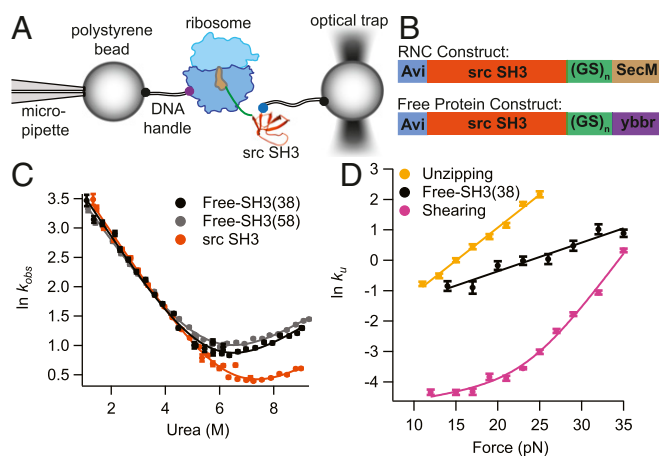 A
polystyrene
bead
ribosome
optical trap
micro-
pipette
DNA
handle
src SH3
B
RNC Construct:
Avi src SH3 (GS)n SecM
Free Protein Construct:
Avi src SH3 (GS)n ybbr
C
Free-SH3(38)
Free-SH3(58)
src SH3
3.5
3.0
2.5
2.0
1.5
1.0
0.5
ln kobs
2 4 6 8
Urea (M)
D
Unzipping
Free-SH3(38)
Shearing
3
2
1
0
-1
-2
-3
-4
ln ku
15 20 25 30 35
Force (pN)